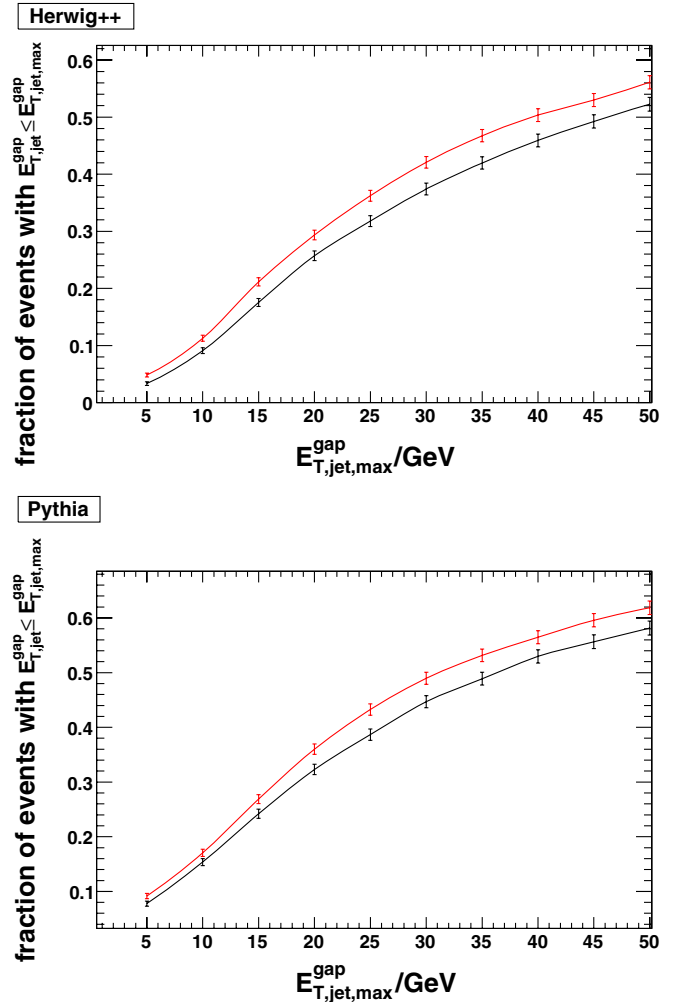 Herwig++
fraction of events with E^gap_T,jet ≤ E^gap_T,jet,max
0.6
0.5
0.4
0.3
0.2
0.1
0
5 10 15 20 25 30 35 40 45 50
E^gap_T,jet,max/GeV
Pythia
fraction of events with E^gap_T,jet ≤ E^gap_T,jet,max
0.6
0.5
0.4
0.3
0.2
0.1
5 10 15 20 25 30 35 40 45 50
E^gap_T,jet,max/GeV